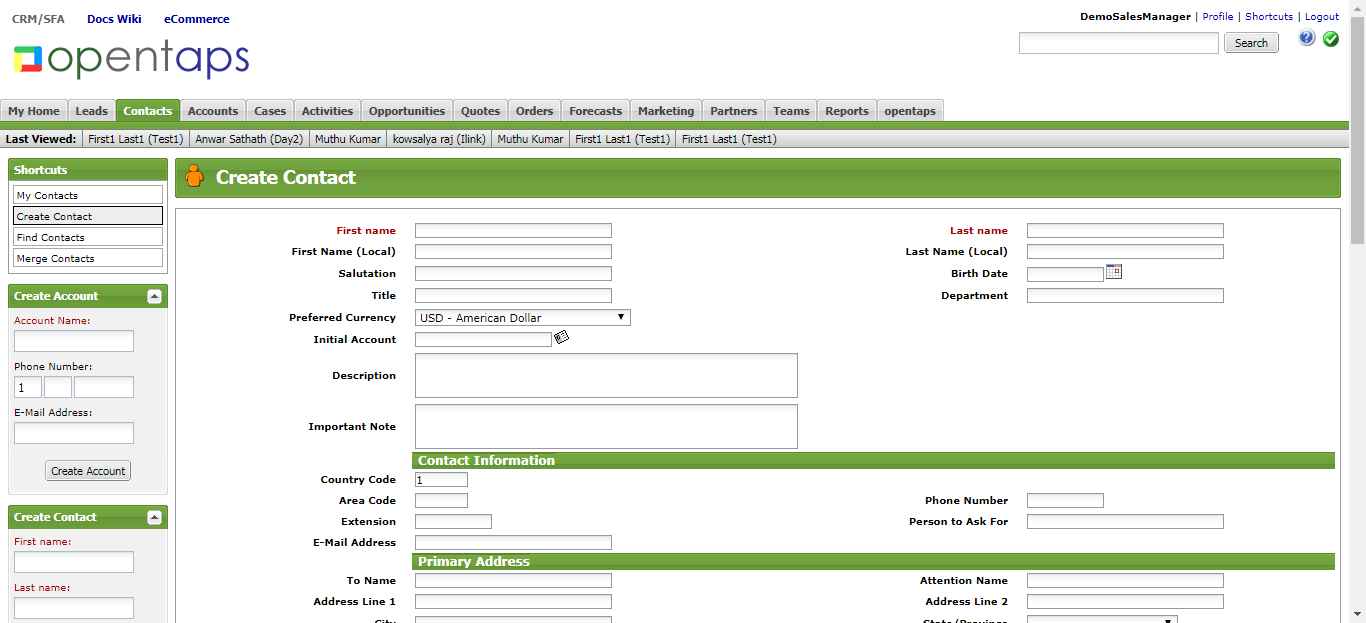 CRM/SFA Docs Wiki eCommerce
DemoSalesManager | Profile | Shortcuts | Logout
opentaps
Search
My Home Leads Contacts Accounts Cases Activities Opportunities Quotes Orders Forecasts Marketing Partners Teams Reports opentaps
Last Viewed: First1 Last1 (Test1) Anwar Sathath (Day2) Muthu Kumar kowsalya raj (Ilink) Muthu Kumar First1 Last1 (Test1) First1 Last1 (Test1)
Shortcuts
My Contacts
Create Contact
Find Contacts
Merge Contacts
Create Account
Account Name:
Phone Number:
1
E-Mail Address:
Create Account
Create Contact
First name:
Last name:
Create Contact
First name Last name
First Name (Local) Last Name (Local)
Salutation Birth Date
Title Department
Preferred Currency USD - American Dollar
Initial Account
Description
Important Note
Contact Information
Country Code 1
Area Code Phone Number
Extension Person to Ask For
E-Mail Address
Primary Address
To Name Attention Name
Address Line 1 Address Line 2
City State/Province